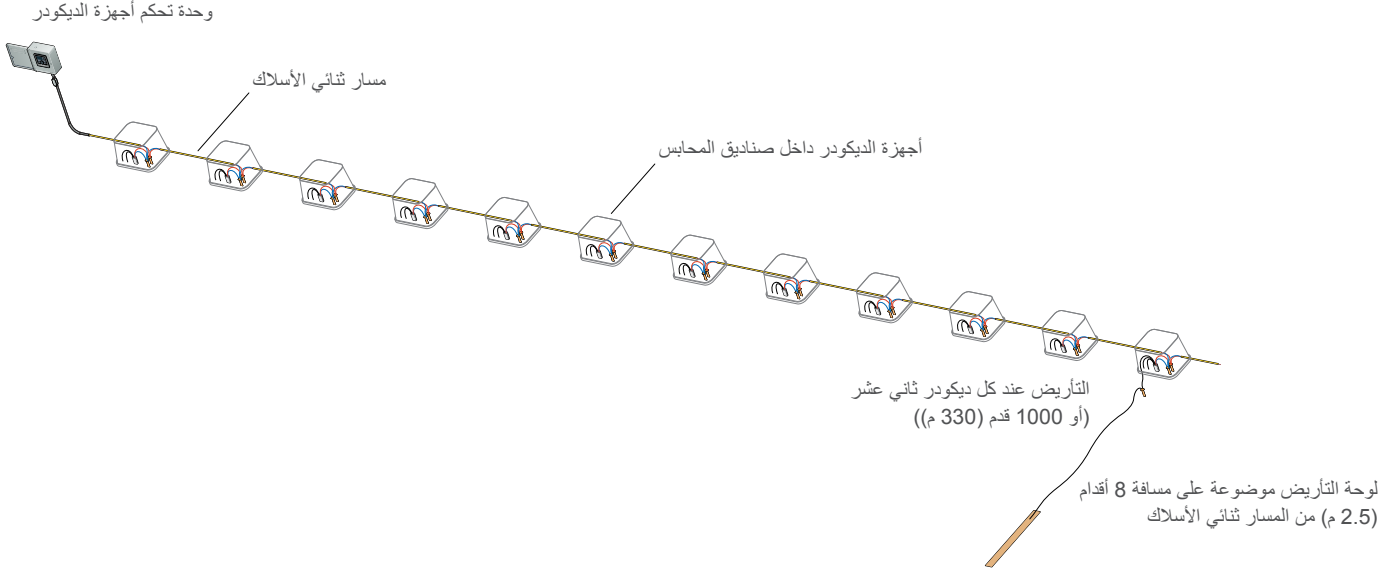 وحدة تحكم أجهزة الديكودر
مسار ثنائي الأسلاك
أجهزة الديكودر داخل صناديق المحابس
التأريض عند كل ديكودر ثاني عشر
(أو 1000 قدم (330 م))
لوحة التأريض موضوعة على مسافة 8 أقدام
(2.5 م) من المسار ثنائي الأسلاك